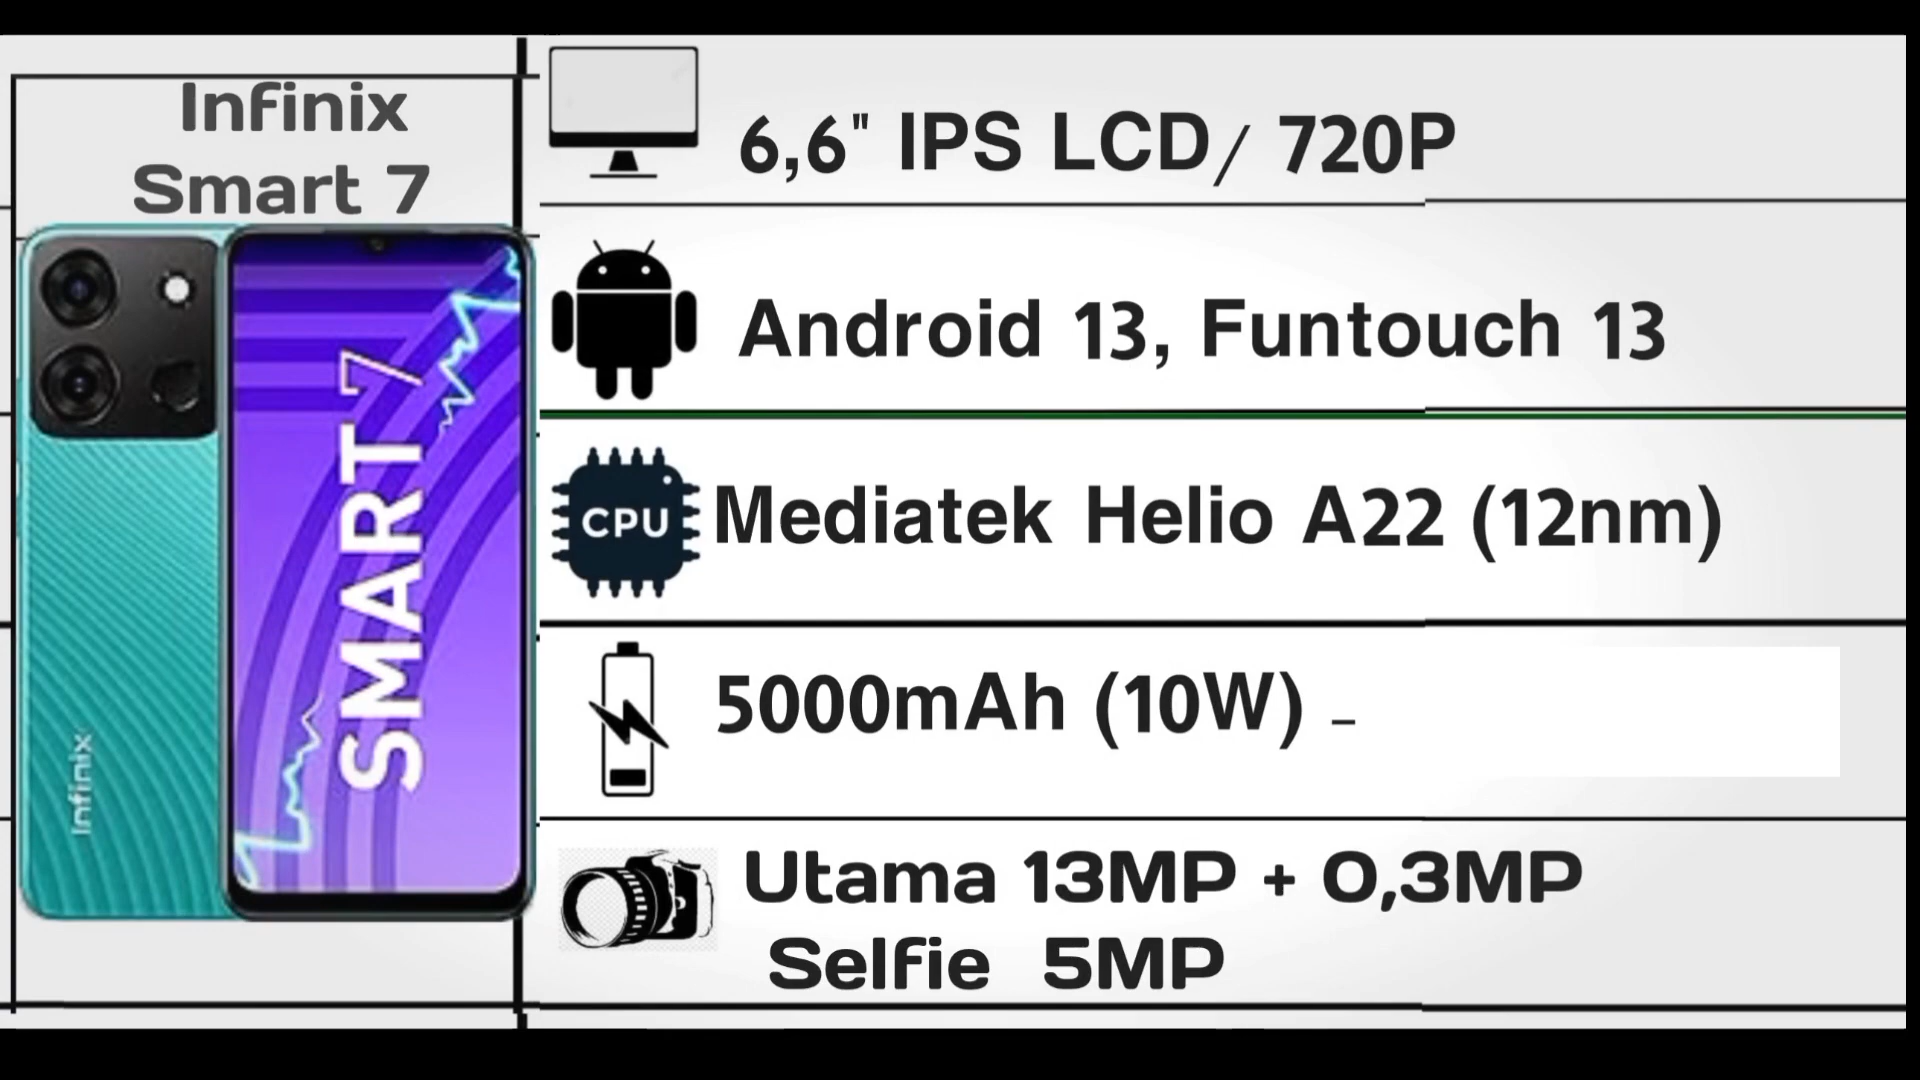 Infinix
Smart 7
6,6" IPS LCD/ 720P
Android 13, Funtouch 13
CPU
Mediatek Helio A22 (12nm)
5000mAh (10W) -
Utama 13MP + 0,3MP
Selfie 5MP
SMART 7
Infinix